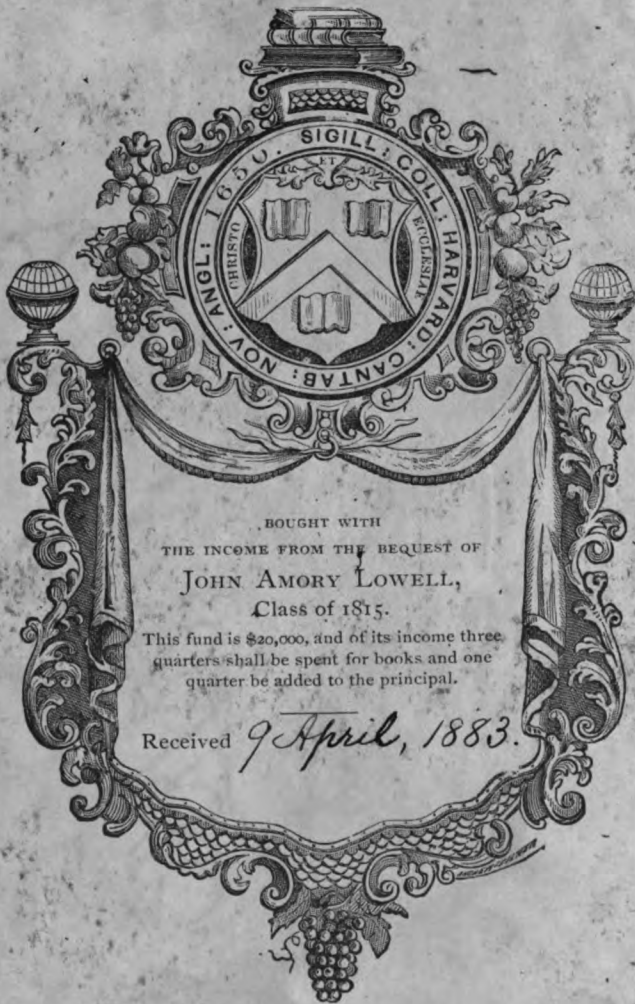 SIGILL: COLL: HARVARD: CANTAB: NOV: ANGL: 1650.
ET
CHRISTO
ECCLESIAE
BOUGHT WITH
THE INCOME FROM THE BEQUEST OF
JOHN AMORY LOWELL,
Class of 1815.
This fund is $20,000, and of its income three
quarters shall be spent for books and one
quarter be added to the principal.
Received 9 April, 1883.